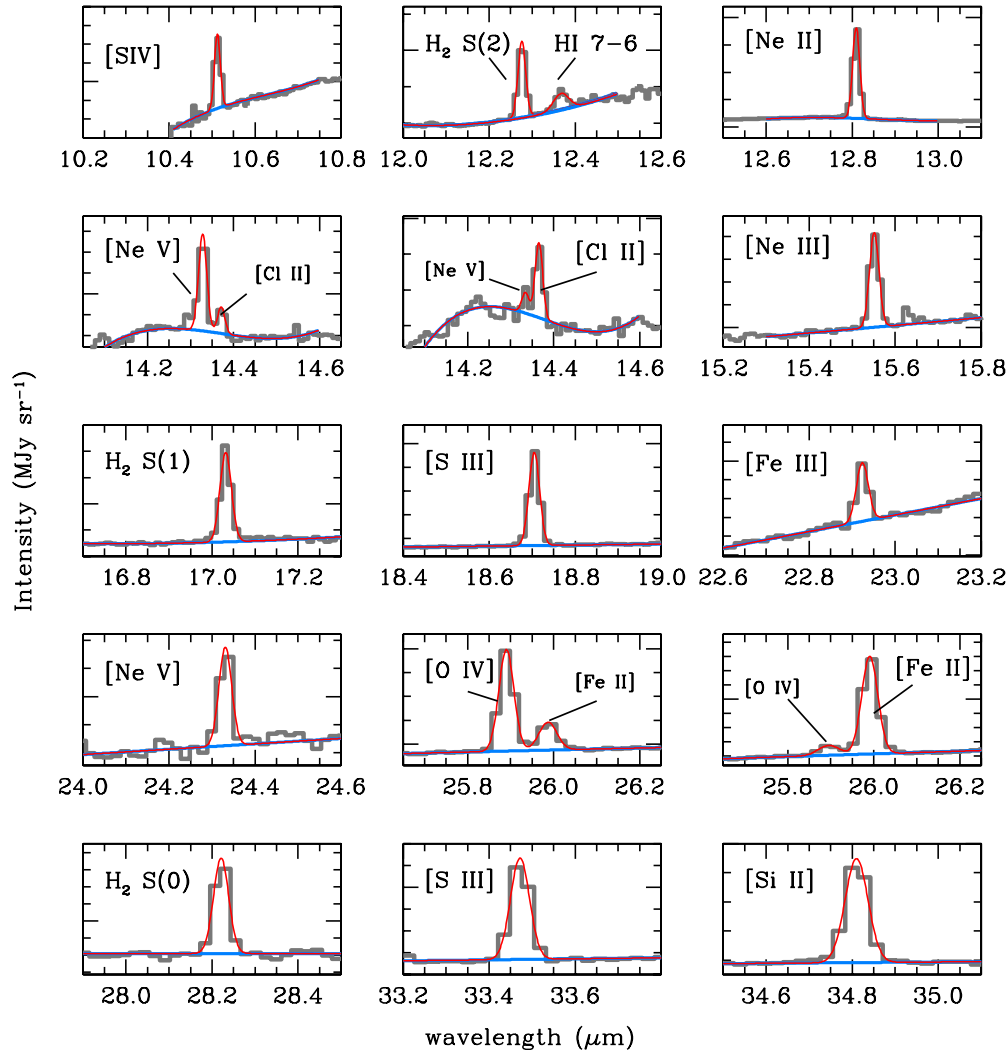 [SIV]
H₂ S(2)
HI 7−6
[Ne II]
10.2 10.4 10.6 10.8
12.0 12.2 12.4 12.6
12.6 12.8 13.0
[Ne V]
[Cl II]
[Ne V]
[Cl II]
[Ne III]
14.2 14.4 14.6
14.2 14.4 14.6
15.2 15.4 15.6 15.8
Intensity (MJy sr⁻¹)
H₂ S(1)
[S III]
[Fe III]
16.8 17.0 17.2
18.4 18.6 18.8 19.0
22.6 22.8 23.0 23.2
[Ne V]
[O IV]
[Fe II]
[O IV]
[Fe II]
24.0 24.2 24.4 24.6
25.8 26.0 26.2
25.8 26.0 26.2
H₂ S(0)
[S III]
[Si II]
28.0 28.2 28.4
33.2 33.4 33.6
34.6 34.8 35.0
wavelength (μm)